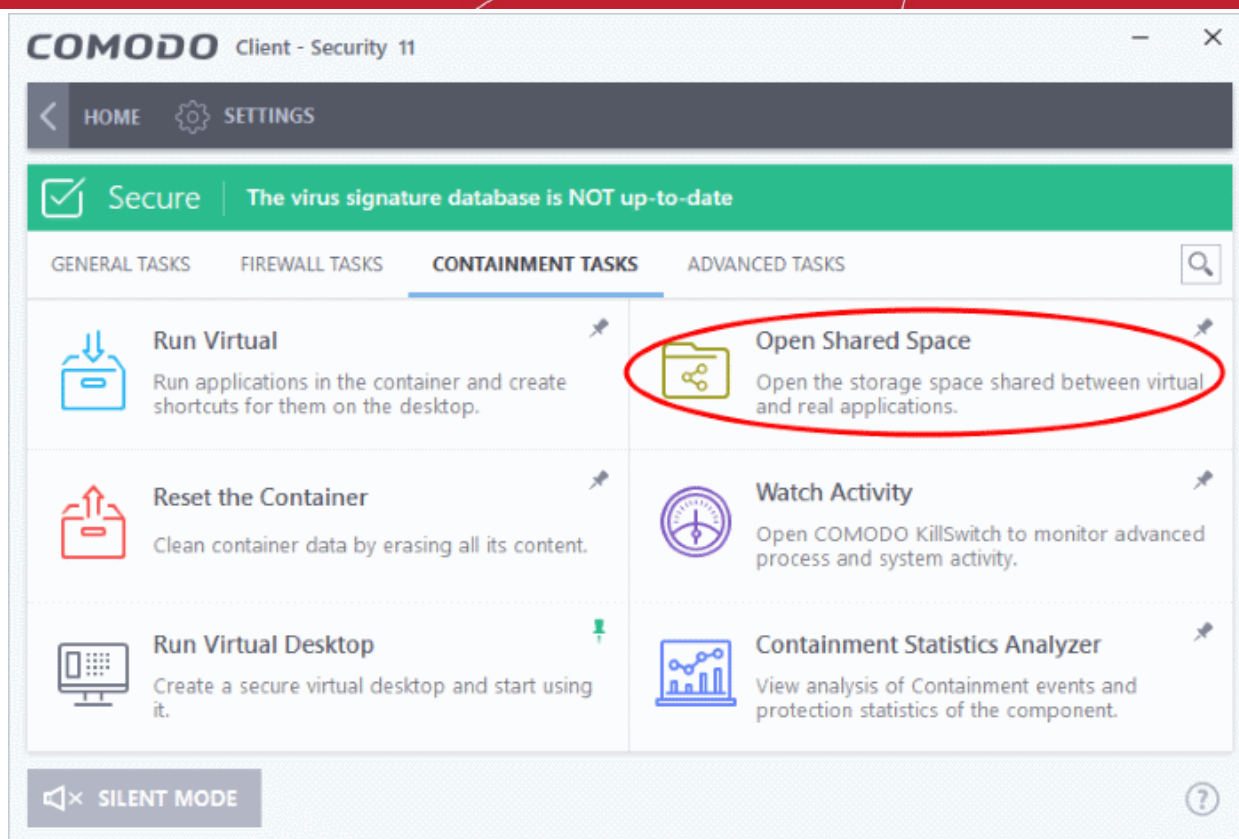 COMODO Client - Security 11
HOME SETTINGS
Secure The virus signature database is NOT up-to-date
GENERAL TASKS FIREWALL TASKS CONTAINMENT TASKS ADVANCED TASKS
Run Virtual
Run applications in the container and create
shortcuts for them on the desktop.
Open Shared Space
Open the storage space shared between virtual
and real applications.
Reset the Container
Clean container data by erasing all its content.
Watch Activity
Open COMODO KillSwitch to monitor advanced
process and system activity.
Run Virtual Desktop
Create a secure virtual desktop and start using
it.
Containment Statistics Analyzer
View analysis of Containment events and
protection statistics of the component.
SILENT MODE
?